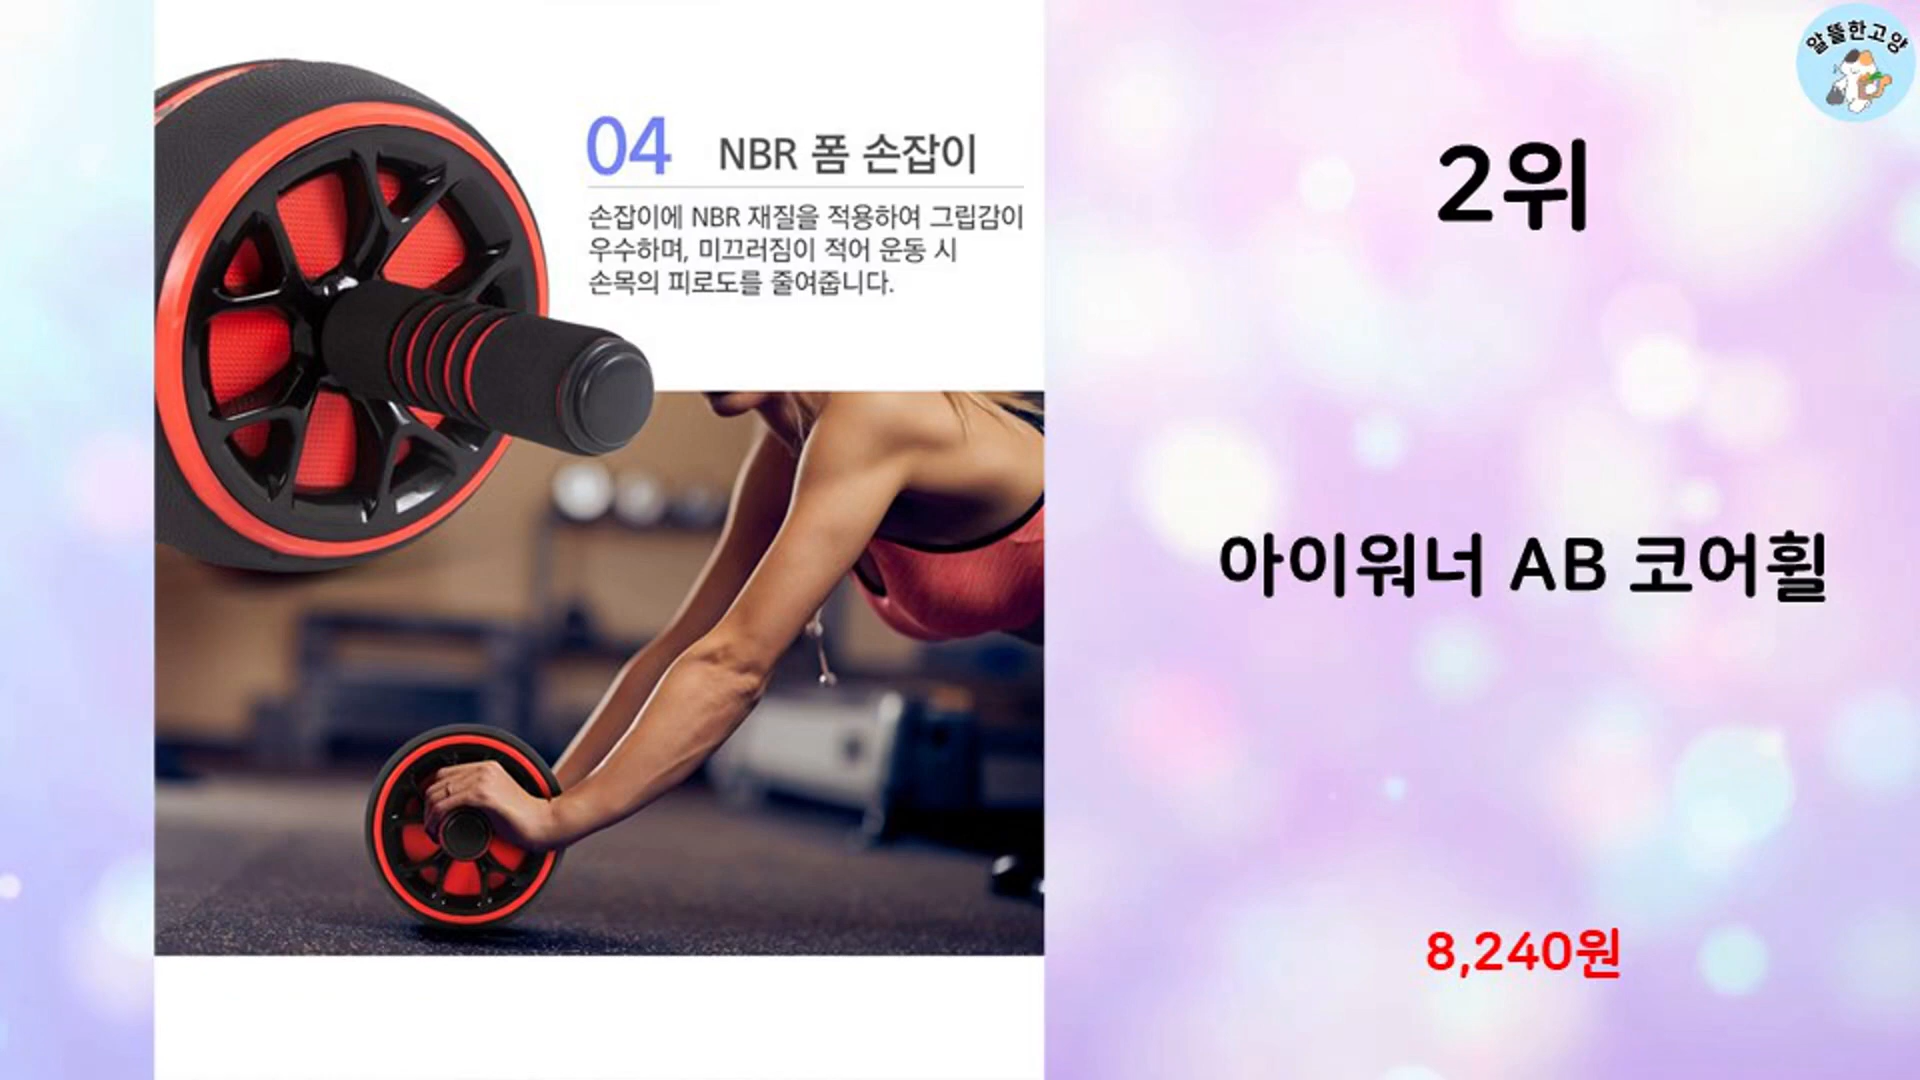 04 NBR 폼 손잡이
손잡이에 NBR 재질을 적용하여 그립감이
우수하며, 미끄러짐이 적어 운동 시
손목의 피로도를 줄여줍니다.
알뜰한고양
2위
아이워너 AB 코어휠
8,240원